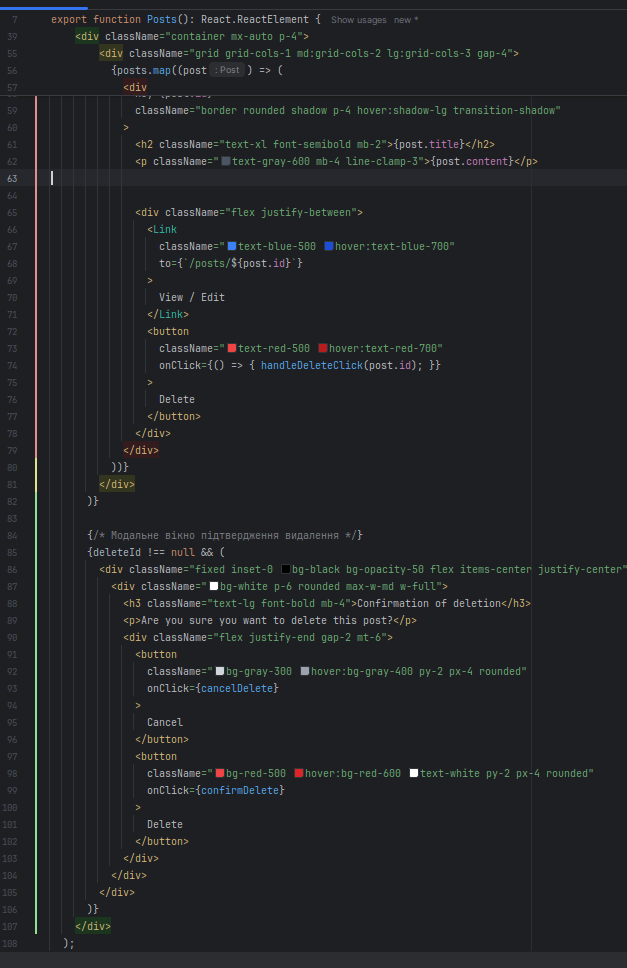 7 export function Posts(): React.ReactElement { Show usages new *
39 <div className="container mx-auto p-4">
55 <div className="grid grid-cols-1 md:grid-cols-2 lg:grid-cols-3 gap-4">
56 {posts.map((post : Post ) => (
57 <div
59 className="border rounded shadow p-4 hover:shadow-lg transition-shadow"
60 >
61 <h2 className="text-xl font-semibold mb-2">{post.title}</h2>
62 <p className="text-gray-600 mb-4 line-clamp-3">{post.content}</p>
63
64
65 <div className="flex justify-between">
66 <Link
67 className="text-blue-500 hover:text-blue-700"
68 to={`/posts/${post.id}`}
69 >
70 View / Edit
71 </Link>
72 <button
73 className="text-red-500 hover:text-red-700"
74 onClick={() => { handleDeleteClick(post.id); }}
75 >
76 Delete
77 </button>
78 </div>
79 </div>
80 ))}
81 </div>
82 )}
83
84 {/* Модальне вікно підтвердження видалення */}
85 {deleteId !== null && (
86 <div className="fixed inset-0 bg-black bg-opacity-50 flex items-center justify-center"
87 <div className="bg-white p-6 rounded max-w-md w-full">
88 <h3 className="text-lg font-bold mb-4">Confirmation of deletion</h3>
89 <p>Are you sure you want to delete this post?</p>
90 <div className="flex justify-end gap-2 mt-6">
91 <button
92 className="bg-gray-300 hover:bg-gray-400 py-2 px-4 rounded"
93 onClick={cancelDelete}
94 >
95 Cancel
96 </button>
97 <button
98 className="bg-red-500 hover:bg-red-600 text-white py-2 px-4 rounded"
99 onClick={confirmDelete}
100 >
101 Delete
102 </button>
103 </div>
104 </div>
105 </div>
106 )}
107 </div>
108 );